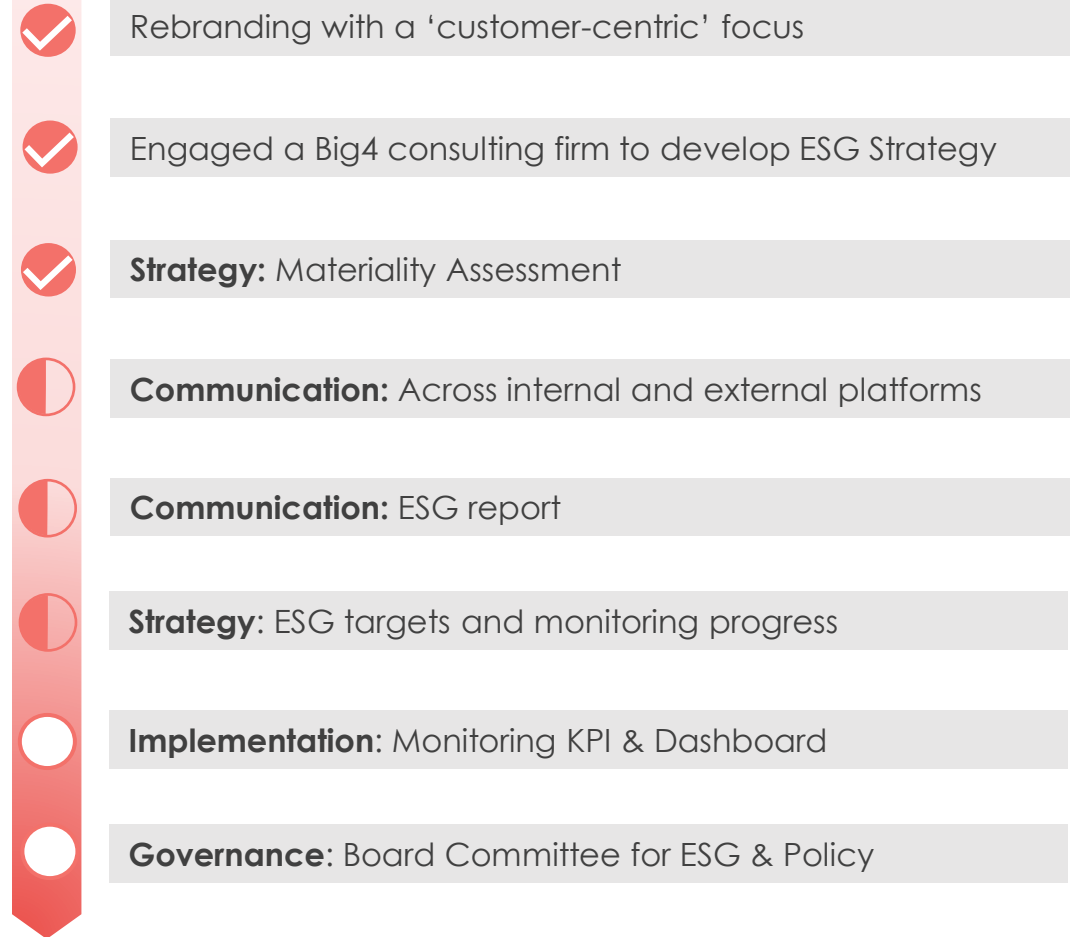 Rebranding with a ‘customer-centric’ focus
Engaged a Big4 consulting firm to develop ESG Strategy
Strategy: Materiality Assessment
Communication: Across internal and external platforms
Communication: ESG report
Strategy: ESG targets and monitoring progress
Implementation: Monitoring KPI & Dashboard
Governance: Board Committee for ESG & Policy